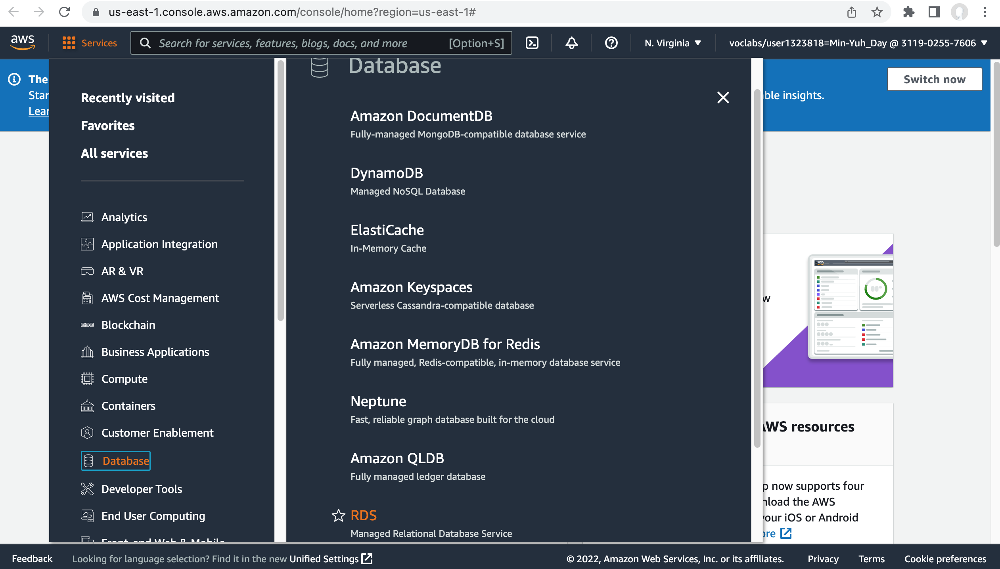 us-east-1.console.aws.amazon.com/console/home?region=us-east-1#
aws
Services
Search for services, features, blogs, docs, and more
[Option+S]
N. Virginia
voclabs/user1323818=Min-Yuh_Day @ 3119-0255-7606
The
Star
Lear
ble insights.
Switch now
Recently visited
Favorites
All services
Analytics
Application Integration
AR & VR
AWS Cost Management
Blockchain
Business Applications
Compute
Containers
Customer Enablement
Database
Developer Tools
End User Computing
Front-end Web & Mobile
Database
Amazon DocumentDB
Fully-managed MongoDB-compatible database service
DynamoDB
Managed NoSQL Database
ElastiCache
In-Memory Cache
Amazon Keyspaces
Serverless Cassandra-compatible database
Amazon MemoryDB for Redis
Fully managed, Redis-compatible, in-memory database service
Neptune
Fast, reliable graph database built for the cloud
Amazon QLDB
Fully managed ledger database
RDS
Managed Relational Database Service
w
aws
AWS resources
p now supports four
nload the AWS
your iOS or Android
ore
Feedback
Looking for language selection? Find it in the new Unified Settings
© 2022, Amazon Web Services, Inc. or its affiliates.
Privacy
Terms
Cookie preferences